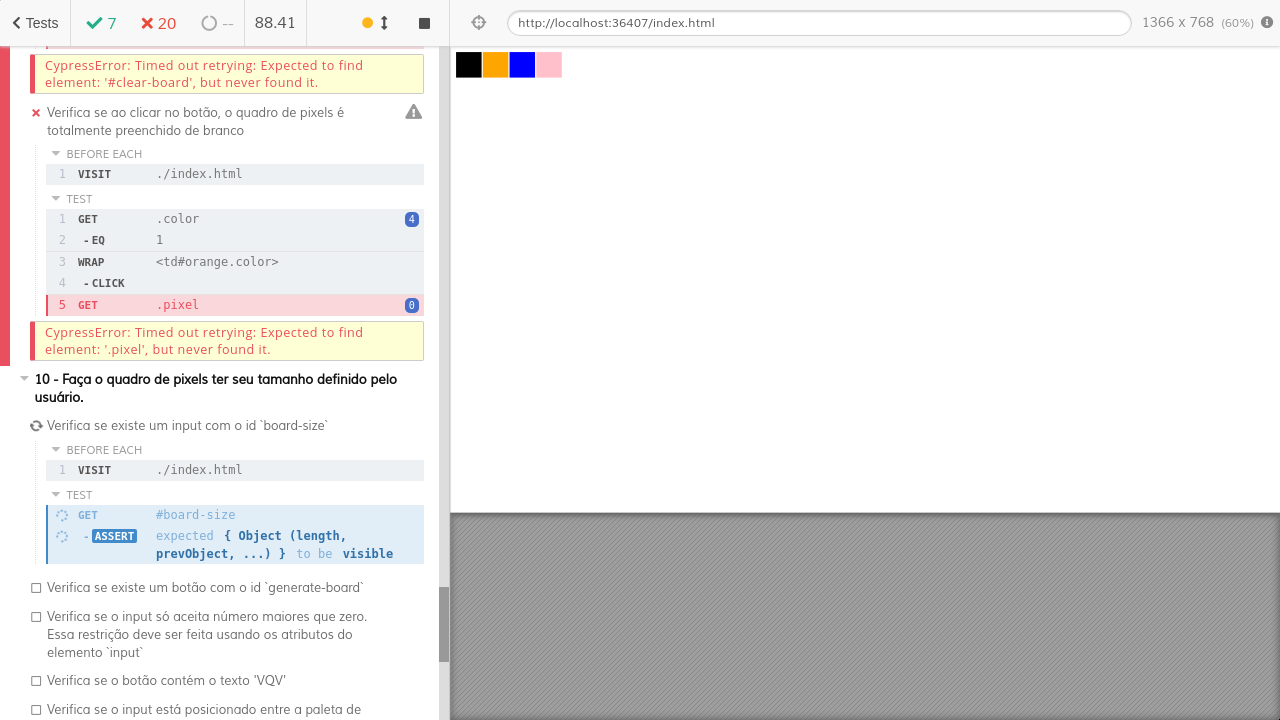 Tests
7
20
--
88.41
http://localhost:36407/index.html
1366 x 768 (60%)
CypressError: Timed out retrying: Expected to find
element: '#clear-board', but never found it.
Verifica se ao clicar no botão, o quadro de pixels é
totalmente preenchido de branco
BEFORE EACH
1 VISIT ./index.html
TEST
1 GET .color 4
2 - EQ 1
3 WRAP <td#orange.color>
4 - CLICK
5 GET .pixel 0
CypressError: Timed out retrying: Expected to find
element: '.pixel', but never found it.
10 - Faça o quadro de pixels ter seu tamanho definido pelo
usuário.
Verifica se existe um input com o id `board-size`
BEFORE EACH
1 VISIT ./index.html
TEST
GET #board-size
- ASSERT expected { Object (length,
prevObject, ...) } to be visible
Verifica se existe um botão com o id `generate-board`
Verifica se o input só aceita número maiores que zero.
Essa restrição deve ser feita usando os atributos do
elemento `input`
Verifica se o botão contém o texto 'VQV'
Verifica se o input está posicionado entre a paleta de